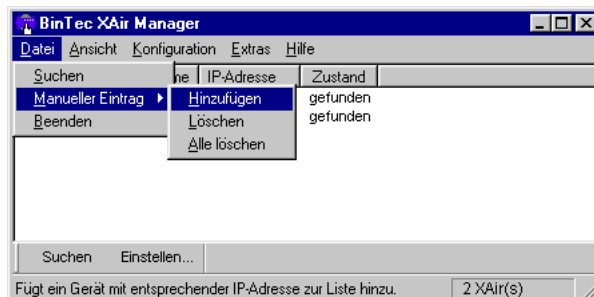 BinTec XAir Manager
Datei Ansicht Konfiguration Extras Hilfe
ne IP-Adresse Zustand
Suchen
Manueller Eintrag Hinzufügen gefunden
Beenden Löschen gefunden
Alle löschen
Suchen Einstellen...
Fügt ein Gerät mit entsprechender IP-Adresse zur Liste hinzu. 2 XAir(s)